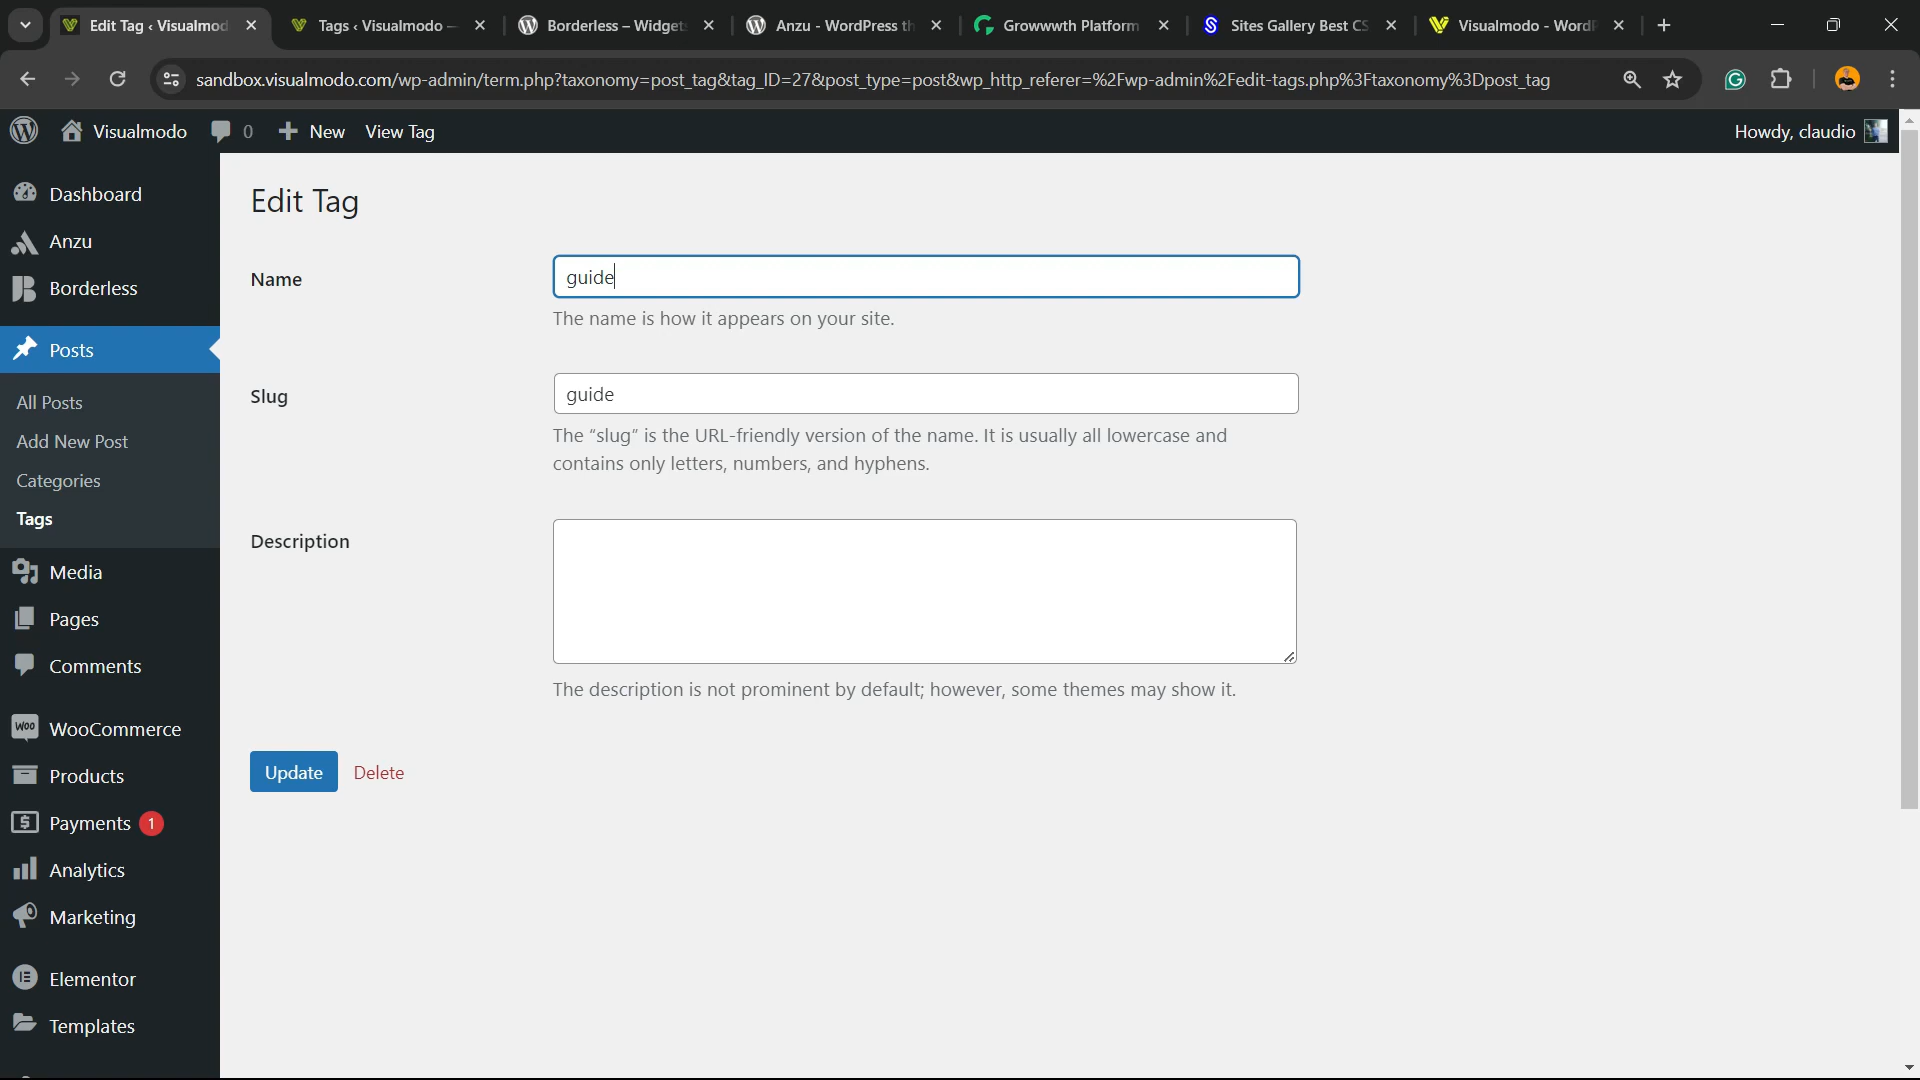 Edit Tag ‹ Visualmod
Tags ‹ Visualmodo —
Borderless – Widget
Anzu - WordPress th
Growwwth Platform
Sites Gallery Best CS
Visualmodo - Word
sandbox.visualmodo.com/wp-admin/term.php?taxonomy=post_tag&tag_ID=27&post_type=post&wp_http_referer=%2Fwp-admin%2Fedit-tags.php%3Ftaxonomy%3Dpost_tag
Visualmodo
0
New
View Tag
Howdy, claudio
Dashboard
Anzu
Borderless
Posts
All Posts
Add New Post
Categories
Tags
Media
Pages
Comments
Woo WooCommerce
Products
Payments 1
Analytics
Marketing
Elementor
Templates
Edit Tag
Name
guide
The name is how it appears on your site.
Slug
guide
The “slug” is the URL-friendly version of the name. It is usually all lowercase and
contains only letters, numbers, and hyphens.
Description
The description is not prominent by default; however, some themes may show it.
Update
Delete